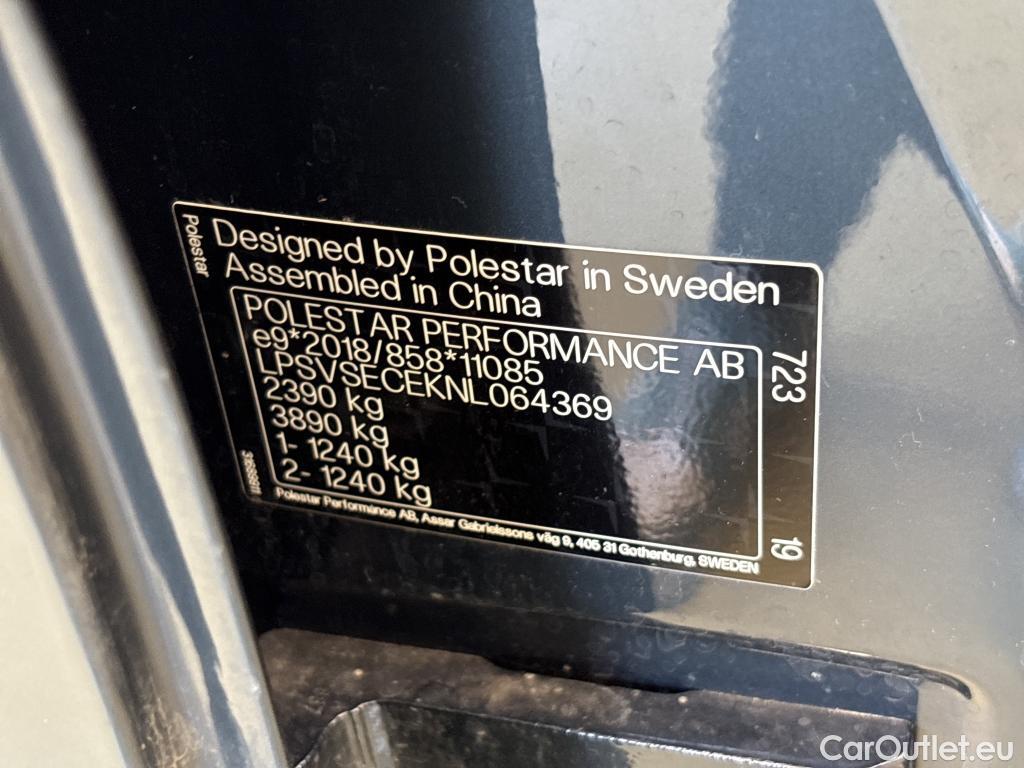 Polestar
Designed by Polestar in Sweden
Assembled in China
POLESTAR PERFORMANCE AB
e9*2018/858*11085
LPSVSECEKNL064369
2390 kg
3890 kg
1- 1240 kg
2- 1240 kg
723
19
Polestar Performance AB, Assar Gabrielssons väg 9, 405 31 Gothenburg, SWEDEN
CarOutlet.eu